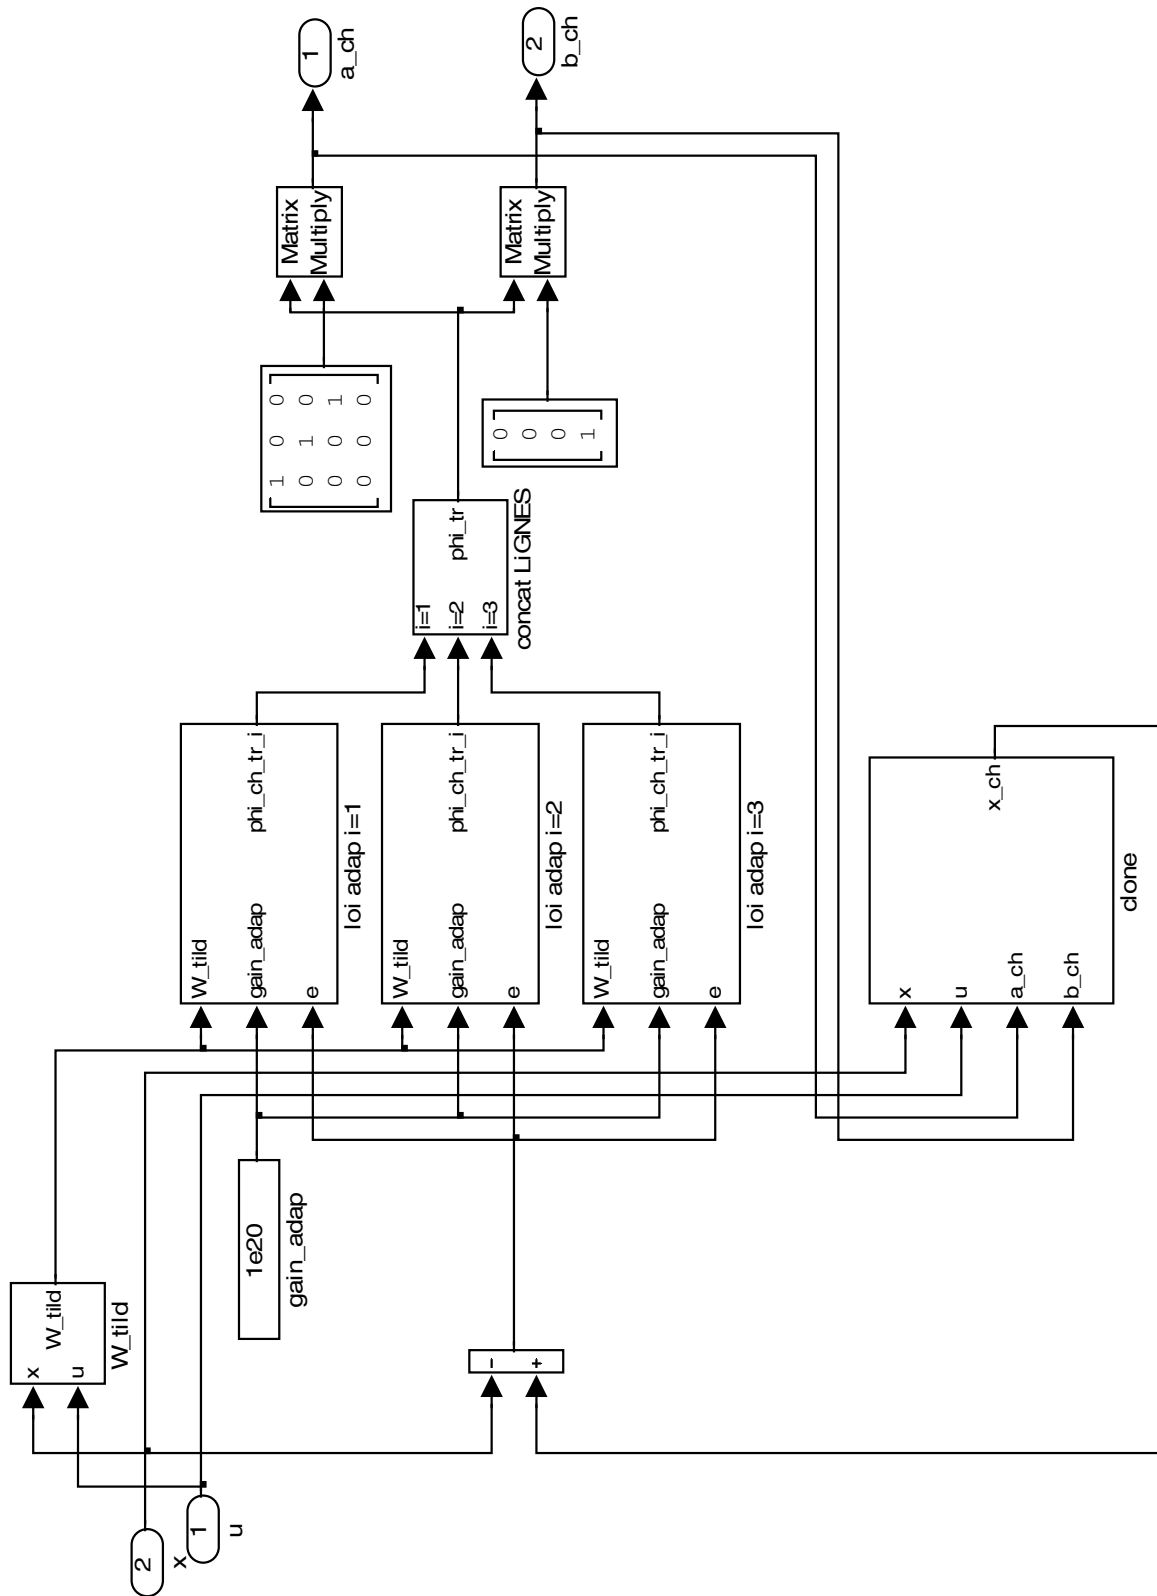 2
x
1
u
x
u
W_tild
W_tild
1e20
gain_adap
-
+
W_tild
gain_adap
e
phi_ch_tr_i
loi adap i=1
W_tild
gain_adap
e
phi_ch_tr_i
loi adap i=2
W_tild
gain_adap
e
phi_ch_tr_i
loi adap i=3
x
u
a_ch
b_ch
x_ch
clone
i=1
i=2
i=3
phi_tr
concat LiGNES
1 0 0
0 1 0
0 0 1
0 0 0
0
0
0
1
Matrix
Multiply
Matrix
Multiply
1
a_ch
2
b_ch